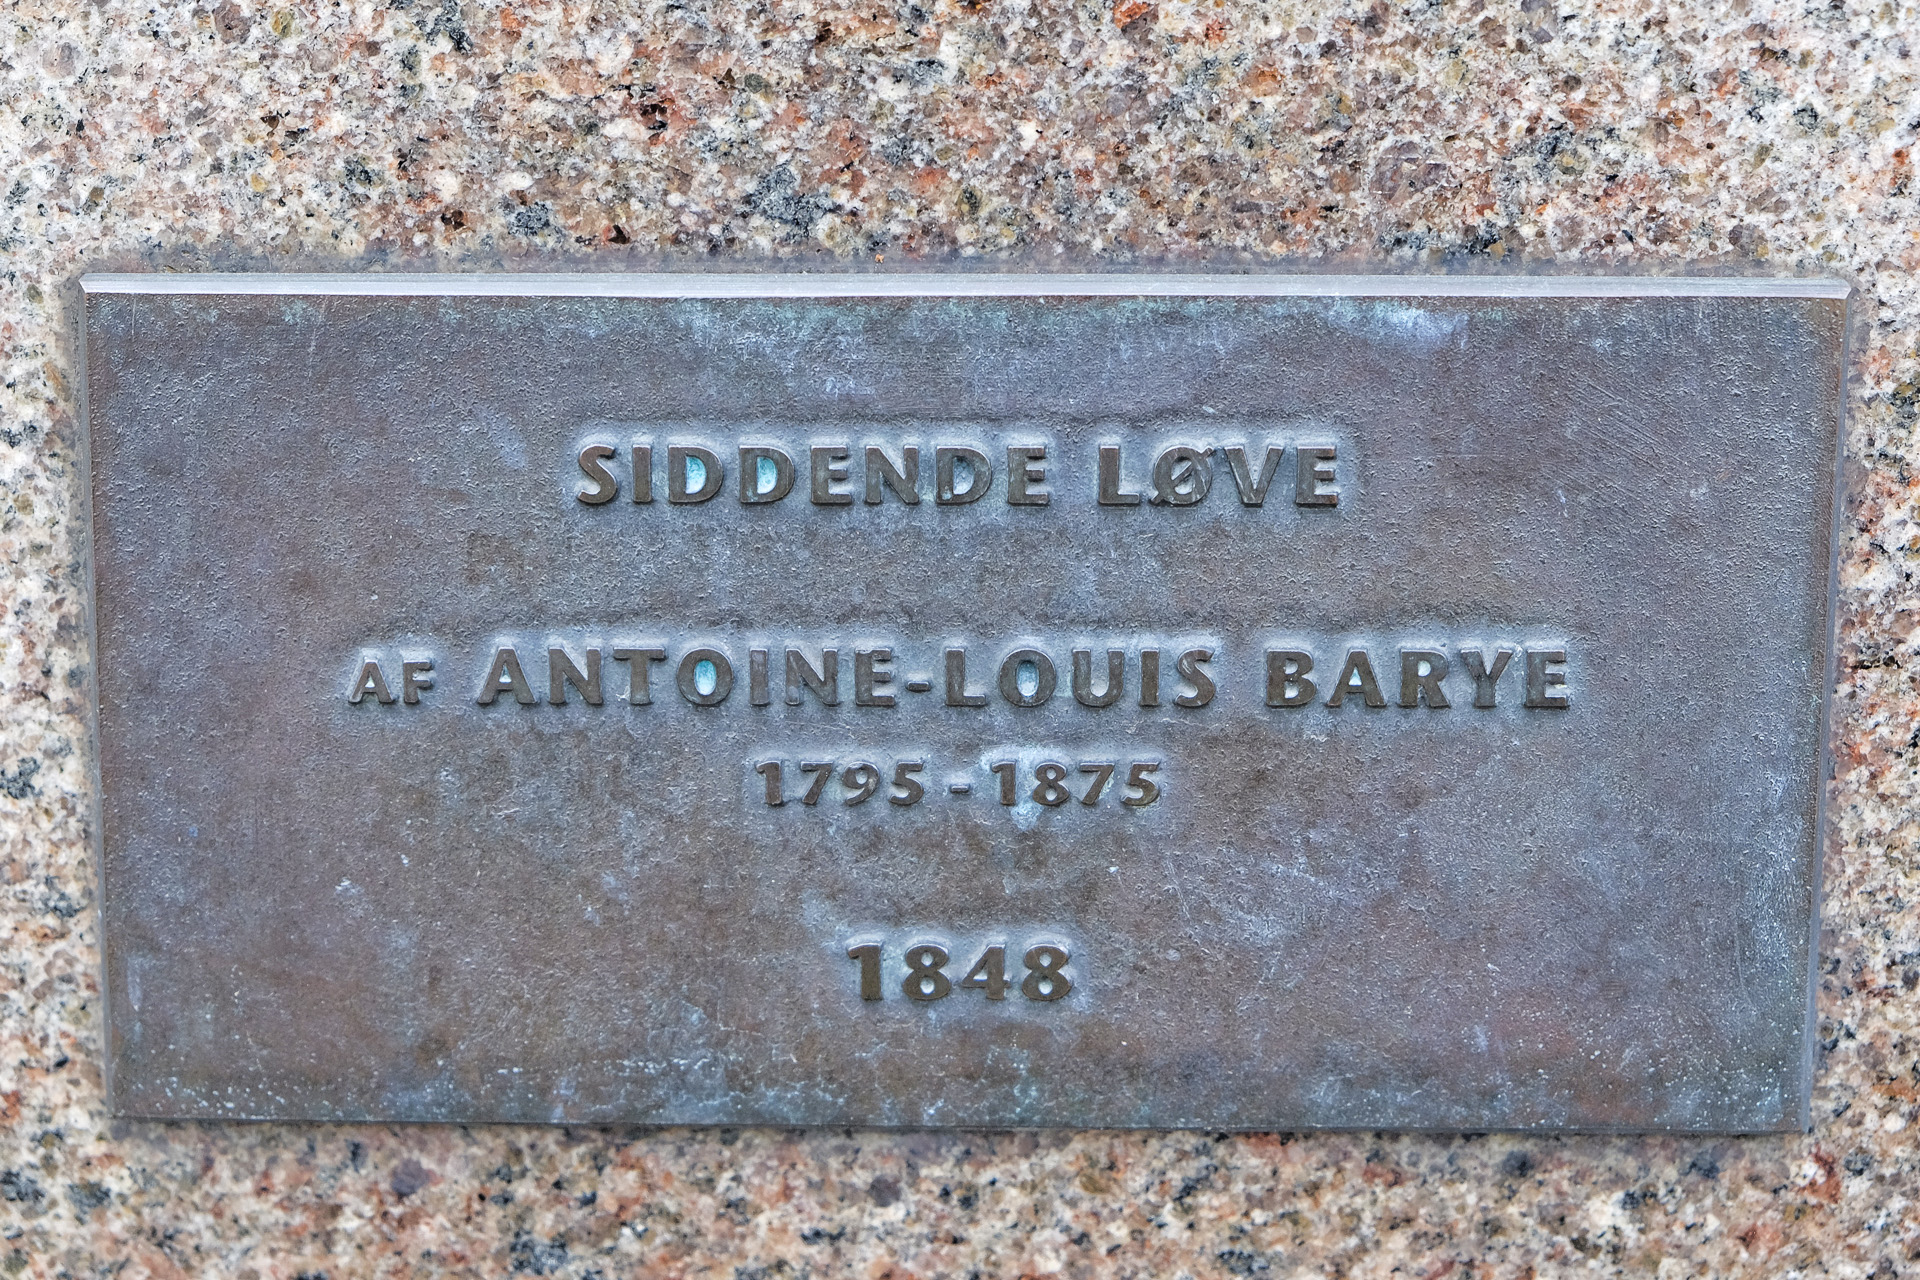 SIDDENDE LØVE
AF ANTOINE-LOUIS BARYE
1795 - 1875
1848